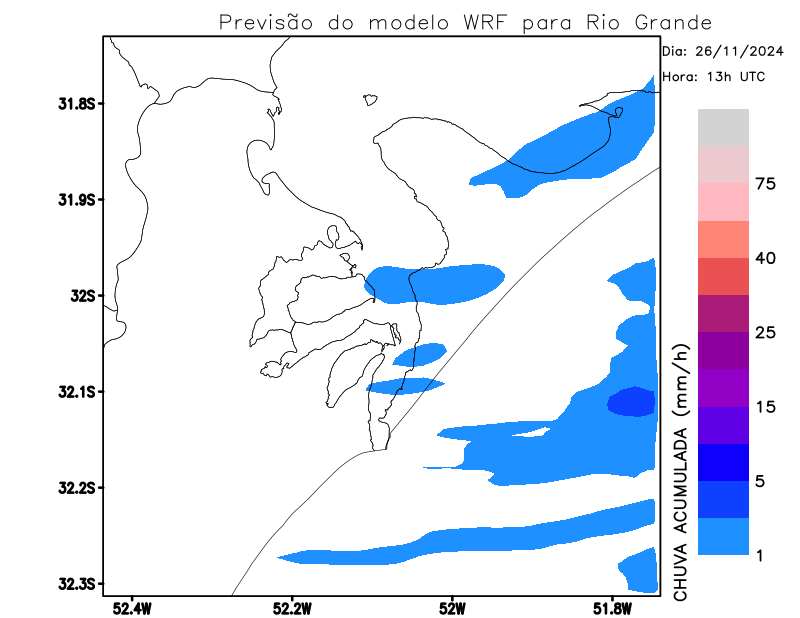 Previsão do modelo WRF para Rio Grande
Dia: 26/11/2024
Hora: 13h UTC
31.8S
31.9S
32S
32.1S
32.2S
32.3S
52.4W
52.2W
52W
51.8W
75
40
25
15
5
1
CHUVA ACUMULADA (mm/h)